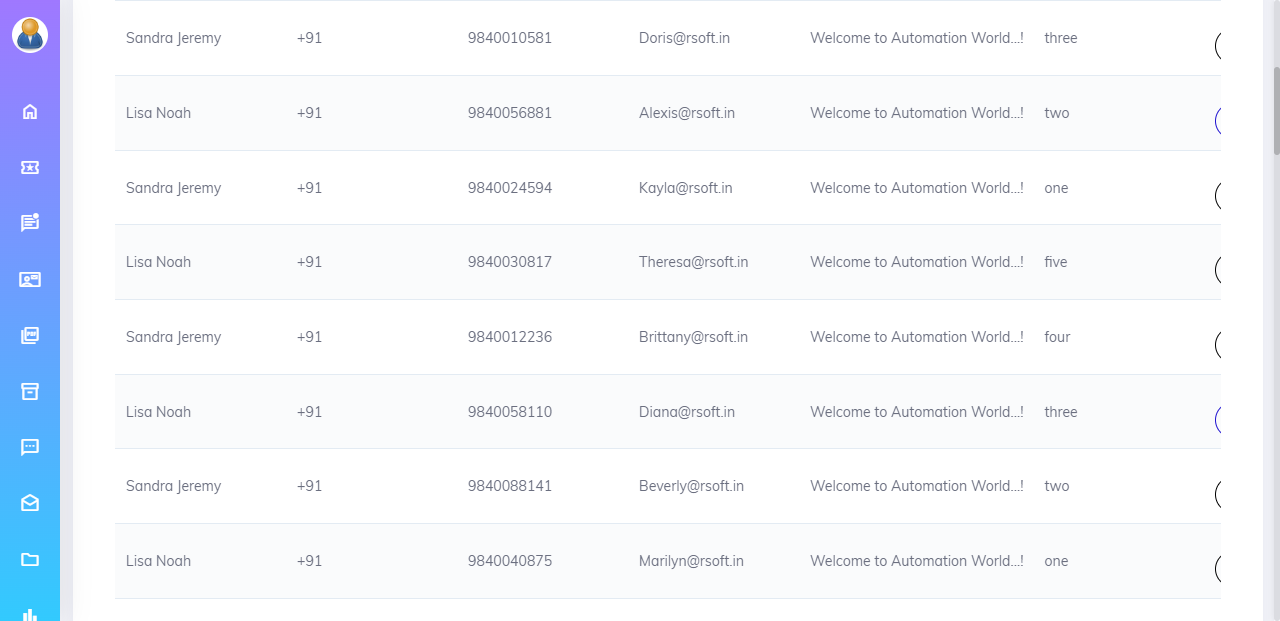 Sandra Jeremy +91 9840010581 Doris@rsoft.in Welcome to Automation World...! three
Lisa Noah +91 9840056881 Alexis@rsoft.in Welcome to Automation World...! two
Sandra Jeremy +91 9840024594 Kayla@rsoft.in Welcome to Automation World...! one
Lisa Noah +91 9840030817 Theresa@rsoft.in Welcome to Automation World...! five
Sandra Jeremy +91 9840012236 Brittany@rsoft.in Welcome to Automation World...! four
Lisa Noah +91 9840058110 Diana@rsoft.in Welcome to Automation World...! three
Sandra Jeremy +91 9840088141 Beverly@rsoft.in Welcome to Automation World...! two
Lisa Noah +91 9840040875 Marilyn@rsoft.in Welcome to Automation World...! one